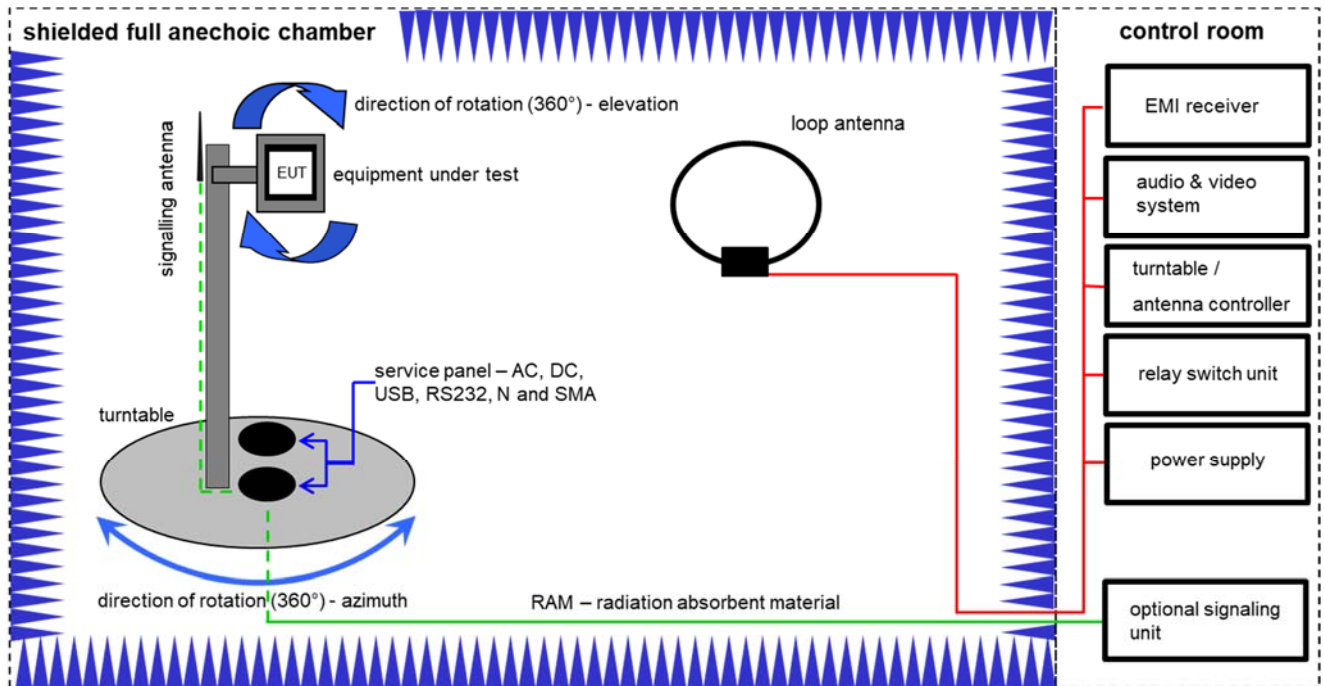 shielded full anechoic chamber
control room
direction of rotation (360°) - elevation
signalling antenna
EUT
equipment under test
loop antenna
EMI receiver
audio & video
system
turntable /
antenna controller
relay switch unit
power supply
service panel – AC, DC,
USB, RS232, N and SMA
turntable
direction of rotation (360°) - azimuth
RAM – radiation absorbent material
optional signaling
unit